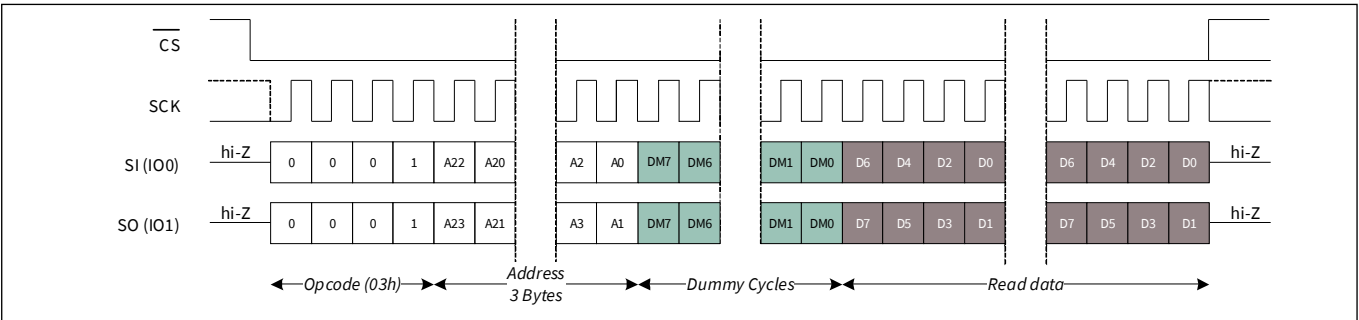 CS
SCK
SI (IO0) hi-Z 0 0 0 1 A22 A20 A2 A0 DM7 DM6 DM1 DM0 D6 D4 D2 D0 D6 D4 D2 D0 hi-Z
SO (IO1) hi-Z 0 0 0 1 A23 A21 A3 A1 DM7 DM6 DM1 DM0 D7 D5 D3 D1 D7 D5 D3 D1 hi-Z
Opcode (03h) Address Dummy Cycles Read data
3 Bytes